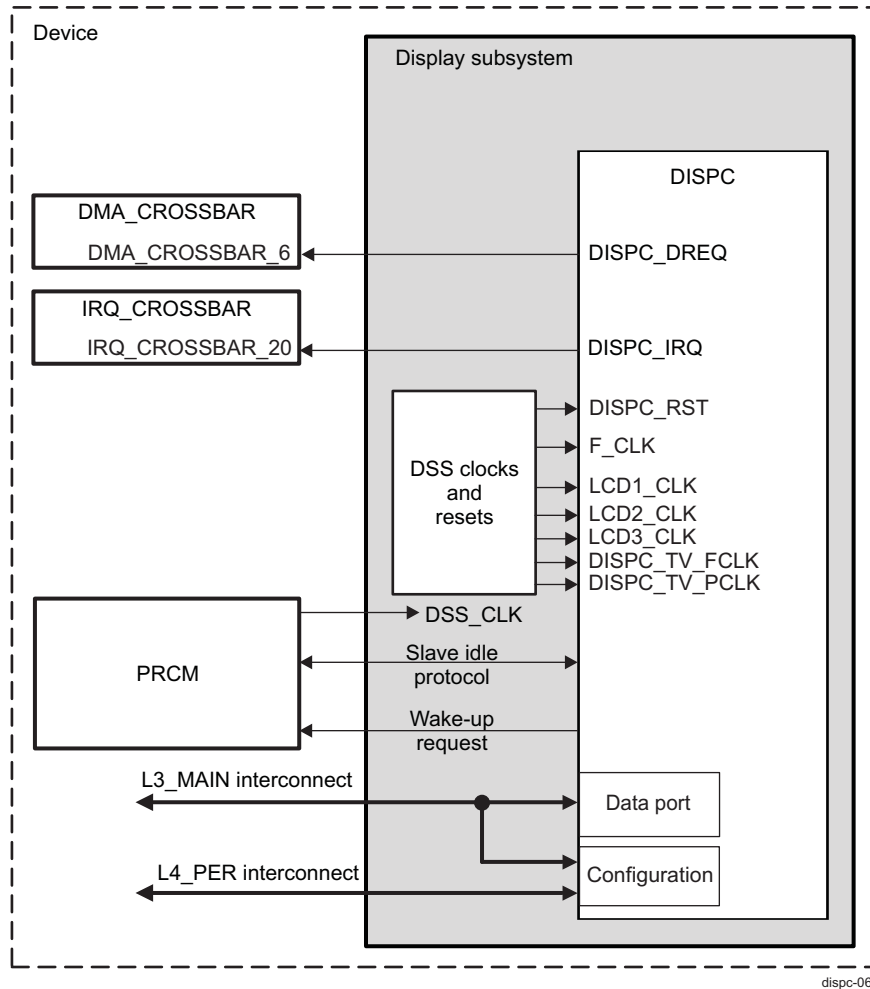 Device
Display subsystem
DISPC
DMA_CROSSBAR
DMA_CROSSBAR_6
DISPC_DREQ
IRQ_CROSSBAR
IRQ_CROSSBAR_20
DISPC_IRQ
DSS clocks
and
resets
DISPC_RST
F_CLK
LCD1_CLK
LCD2_CLK
LCD3_CLK
DISPC_TV_FCLK
DISPC_TV_PCLK
PRCM
DSS_CLK
Slave idle
protocol
Wake-up
request
L3_MAIN interconnect
Data port
L4_PER interconnect
Configuration
dispc-06